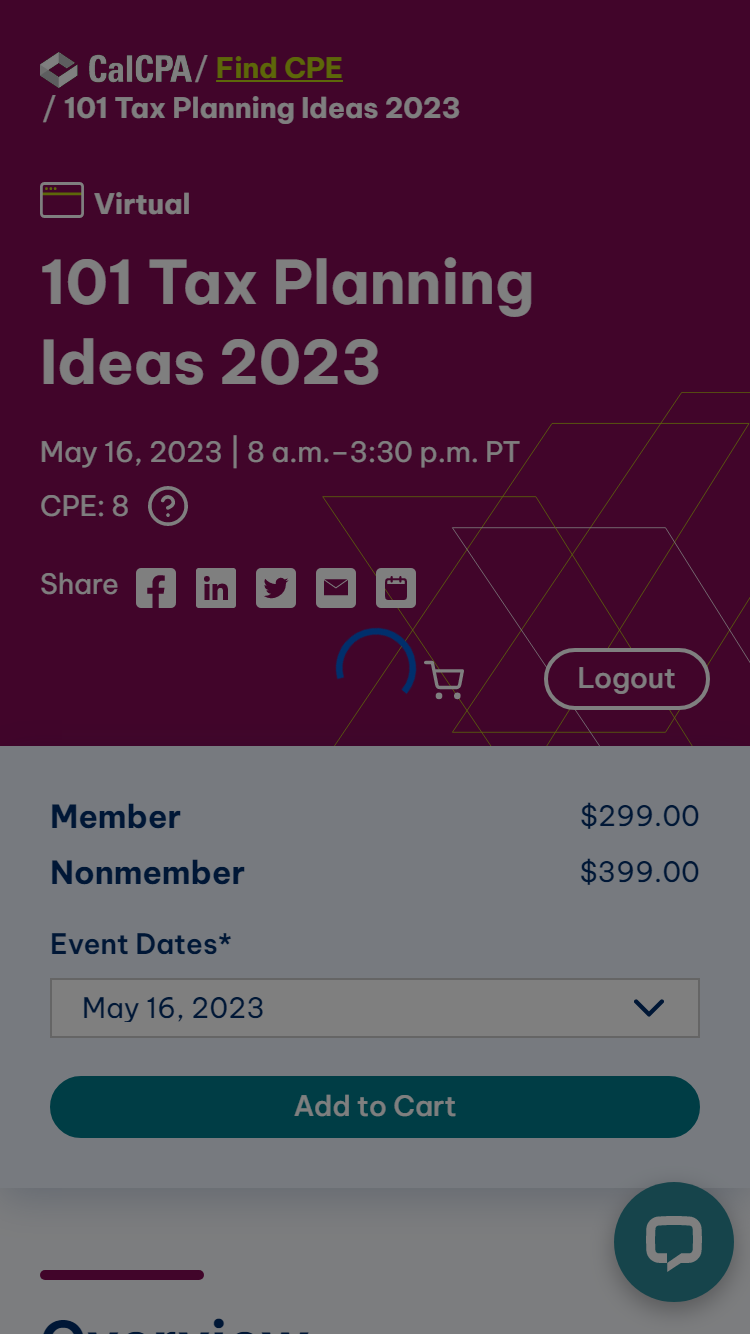 CalCPA / Find CPE
/ 101 Tax Planning Ideas 2023
Virtual
101 Tax Planning
Ideas 2023
May 16, 2023 | 8 a.m.–3:30 p.m. PT
CPE: 8 ?
Share
Logout
Member $299.00
Nonmember $399.00
Event Dates*
May 16, 2023
Add to Cart
Overview